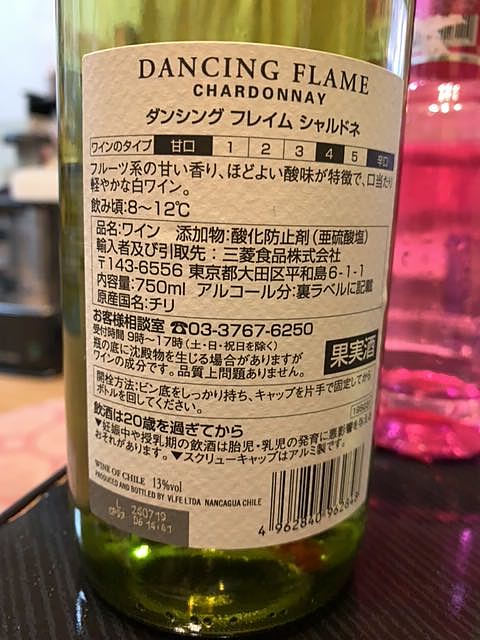 DANCING FLAME
CHARDONNAY
ダンシング フレイム シャルドネ
ワインのタイプ 甘口 1 2 3 4 5 辛口
フルーツ系の甘い香り、ほどよい酸味が特徴で、口当たり
軽やかな白ワイン。
飲み頃:8~12℃
品名:ワイン 添加物:酸化防止剤(亜硫酸塩)
輸入者及び引取先:三菱食品株式会社
〒143-6556 東京都大田区平和島6-1-1
内容量:750ml アルコール分:裏ラベルに記載
原産国名:チリ
お客様相談室 ☎03-3767-6250
受付時間 9時~17時(土・日・祝日を除く)
瓶の底に沈殿物を生じる場合がありますが
ワインの成分です。品質上問題ありません。
果実酒
開栓方法:ビン底をしっかり持ち、キャップを片手で固定してから
ボトルを回してください。
飲酒は20歳を過ぎてから
▼妊娠中や授乳期の飲酒は胎児・乳児の発育に悪影響を与える
おそれがあります。▼スクリューキャップはアルミ製です。
WINE OF CHILE 13%vol
PRODUCED AND BOTTLED BY VLFE LTDA NANCAGUA CHILE
4 962840 962848